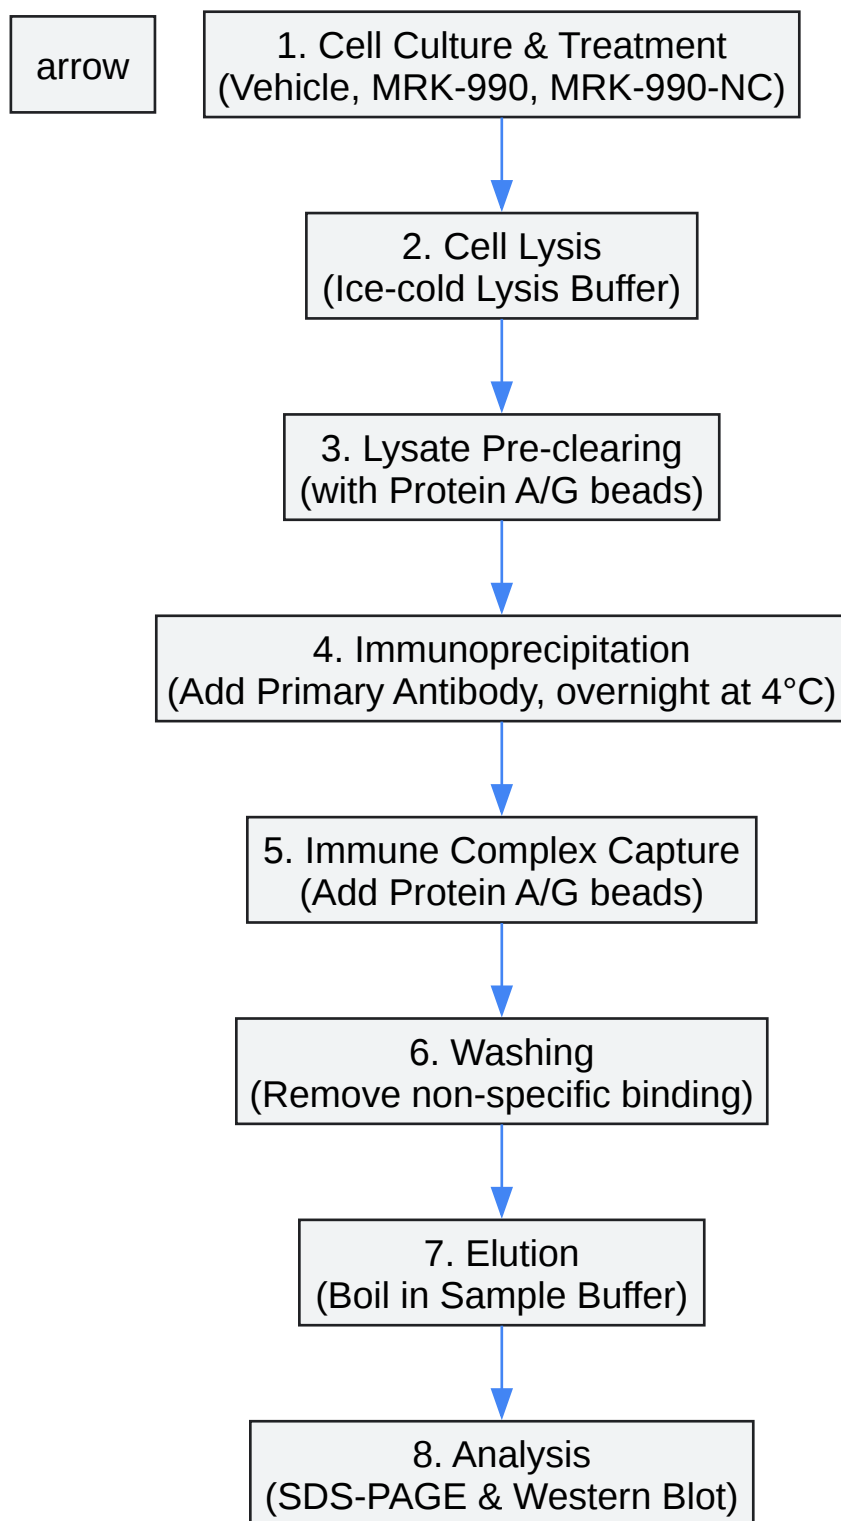 arrow
1. Cell Culture & Treatment
(Vehicle, MRK-990, MRK-990-NC)
2. Cell Lysis
(Ice-cold Lysis Buffer)
3. Lysate Pre-clearing
(with Protein A/G beads)
4. Immunoprecipitation
(Add Primary Antibody, overnight at 4°C)
5. Immune Complex Capture
(Add Protein A/G beads)
6. Washing
(Remove non-specific binding)
7. Elution
(Boil in Sample Buffer)
8. Analysis
(SDS-PAGE & Western Blot)